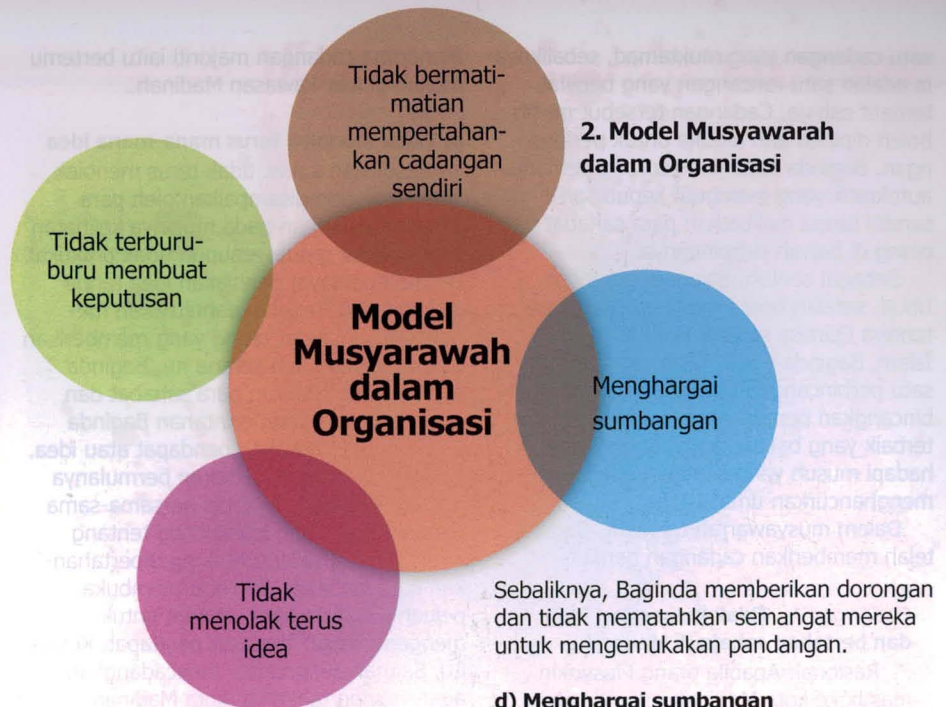 Tidak bermati-
matian
mempertahan-
kan cadangan
sendiri
2. Model Musyawarah
dalam Organisasi
Tidak terburu-
buru membuat
keputusan
Model
Musyarawah
dalam
Organisasi
Menghargai
sumbangan
Tidak
menolak terus
idea
Sebaliknya, Baginda memberikan dorongan
dan tidak mematahkan semangat mereka
untuk mengemukakan pandangan.
d) Menghargai sumbangan